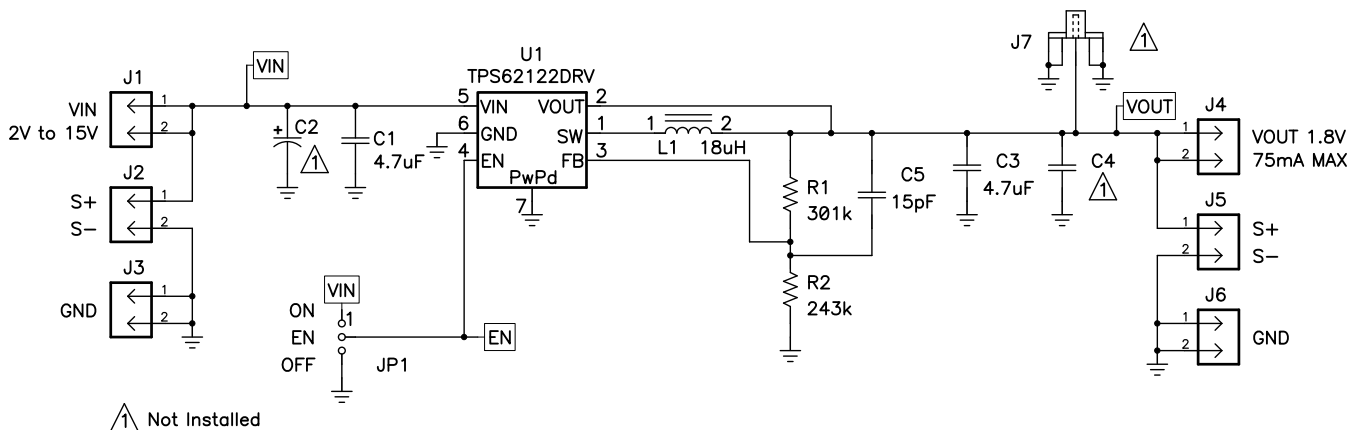 J7
1
U1
TPS62122DRV
VIN
J1
VIN
2V to 15V
1
2
+
C2
1
C1
4.7uF
5
VIN
6
GND
4
EN
VOUT
2
SW
1
FB
3
PwPd
7
1
2
L1
18uH
R1
301k
C5
15pF
C3
4.7uF
C4
1
VOUT
J4
1
2
VOUT 1.8V
75mA MAX
J2
S+
S-
1
2
J5
1
2
S+
S-
J3
GND
1
2
R2
243k
VIN
ON
1
EN
OFF
JP1
EN
J6
1
2
GND
1 Not Installed